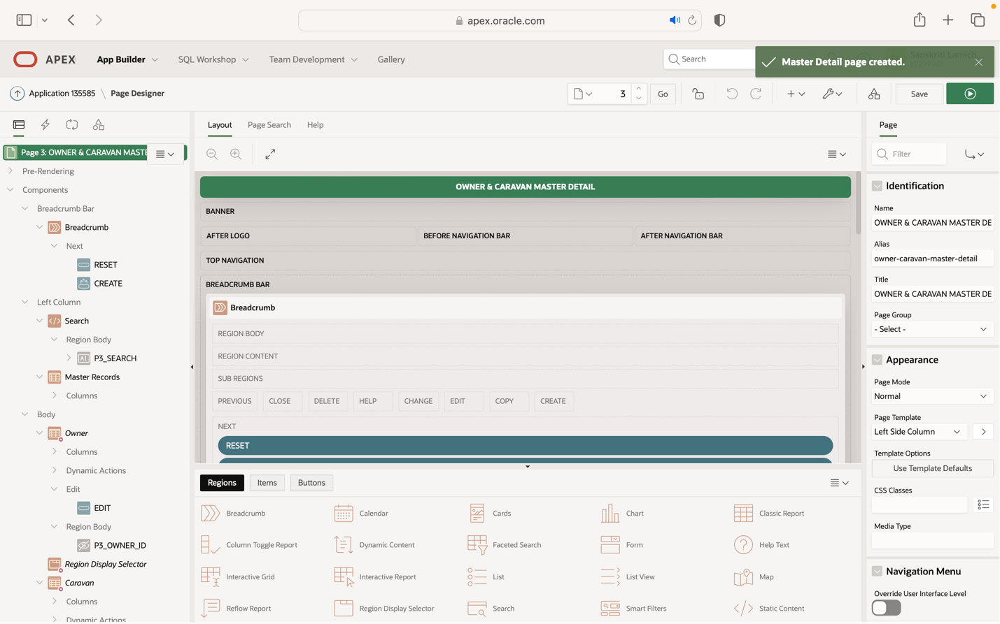 apex.oracle.com
APEX
App Builder
SQL Workshop
Team Development
Gallery
Search
Master Detail page created.
Application 135585 \ Page Designer
3
Go
Save
Layout
Page Search
Help
Page
Page 3: OWNER & CARAVAN MASTE
Pre-Rendering
Components
Breadcrumb Bar
Breadcrumb
Next
RESET
CREATE
Left Column
Search
Region Body
P3_SEARCH
Master Records
Columns
Body
Owner
Columns
Dynamic Actions
Edit
EDIT
Region Body
P3_OWNER_ID
Region Display Selector
Caravan
Columns
Dynamic Actions
OWNER & CARAVAN MASTER DETAIL
BANNER
AFTER LOGO
BEFORE NAVIGATION BAR
AFTER NAVIGATION BAR
TOP NAVIGATION
BREADCRUMB BAR
Breadcrumb
REGION BODY
REGION CONTENT
SUB REGIONS
PREVIOUS
CLOSE
DELETE
HELP
CHANGE
EDIT
COPY
CREATE
NEXT
RESET
Regions
Items
Buttons
Breadcrumb
Calendar
Cards
Chart
Classic Report
Column Toggle Report
Dynamic Content
Faceted Search
Form
Help Text
Interactive Grid
Interactive Report
List
List View
Map
Reflow Report
Region Display Selector
Search
Smart Filters
Static Content
Filter
Identification
Name
OWNER & CARAVAN MASTER DE
Alias
owner-caravan-master-detail
Title
OWNER & CARAVAN MASTER DE
Page Group
- Select -
Appearance
Page Mode
Normal
Page Template
Left Side Column
Template Options
Use Template Defaults
CSS Classes
Media Type
Navigation Menu
Override User Interface Level